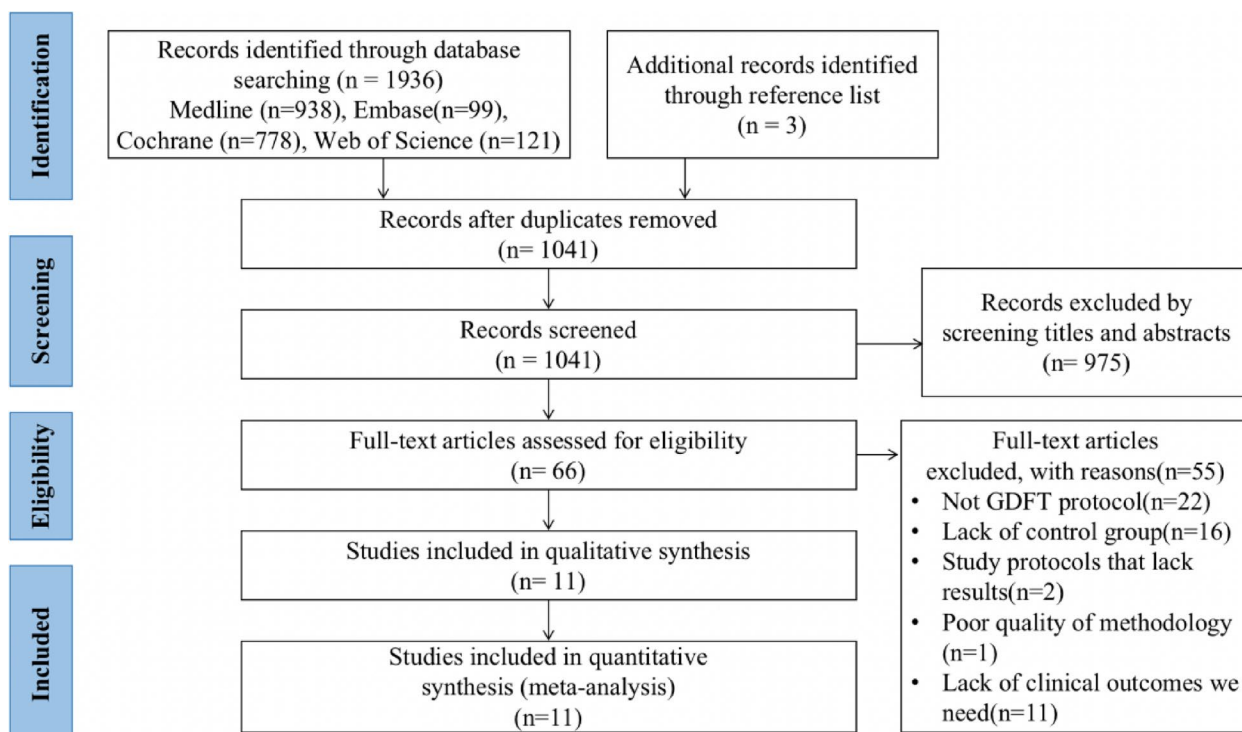 Identification
Records identified through database
searching (n = 1936)
Medline (n=938), Embase(n=99),
Cochrane (n=778), Web of Science (n=121)
Additional records identified
through reference list
(n = 3)
Records after duplicates removed
(n= 1041)
Screening
Records screened
(n = 1041)
Records excluded by
screening titles and abstracts
(n= 975)
Eligibility
Full-text articles assessed for eligibility
(n= 66)
Full-text articles
excluded, with reasons(n=55)
• Not GDFT protocol(n=22)
• Lack of control group(n=16)
• Study protocols that lack
results(n=2)
• Poor quality of methodology
(n=1)
• Lack of clinical outcomes we
need(n=11)
Studies included in qualitative synthesis
(n= 11)
Included
Studies included in quantitative
synthesis (meta-analysis)
(n=11)